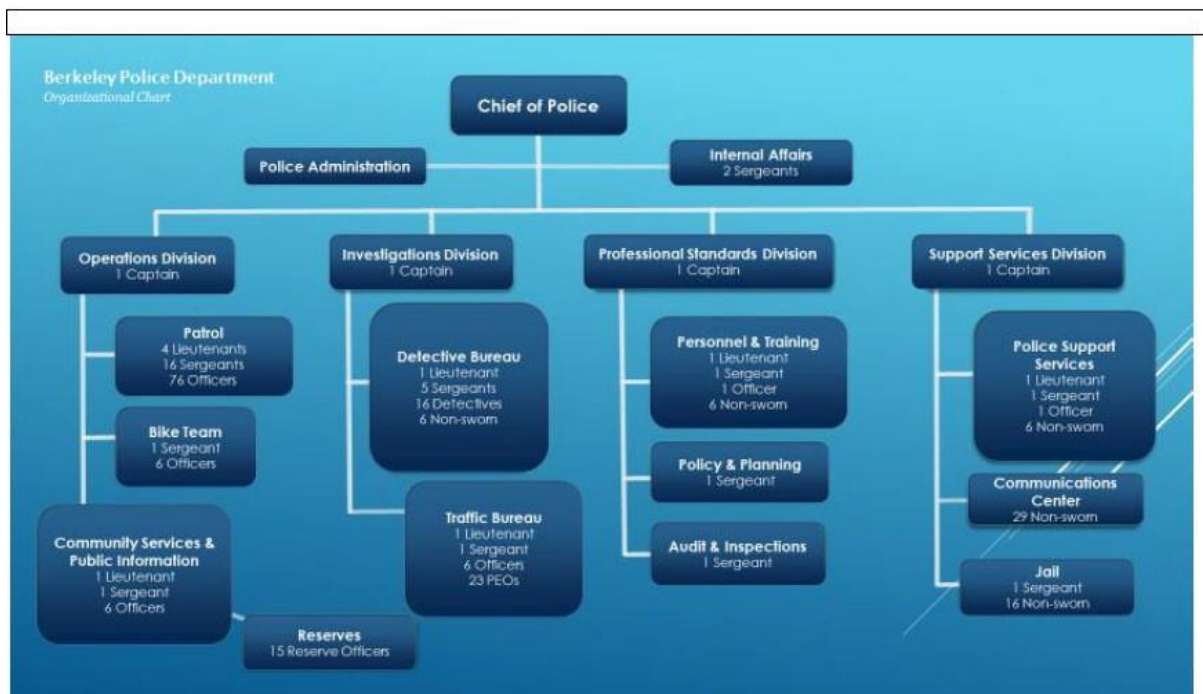 Berkeley Police Department
Organizational Chart
Chief of Police
Police Administration
Internal Affairs
2 Sergeants
Operations Division
1 Captain
Patrol
4 Lieutenants
16 Sergeants
76 Officers
Bike Team
1 Sergeant
6 Officers
Community Services &
Public Information
1 Lieutenant
1 Sergeant
6 Officers
Reserves
15 Reserve Officers
Investigations Division
1 Captain
Detective Bureau
1 Lieutenant
5 Sergeants
16 Detectives
6 Non-sworn
Traffic Bureau
1 Lieutenant
1 Sergeant
6 Officers
23 PEOs
Professional Standards Division
1 Captain
Personnel & Training
1 Lieutenant
1 Sergeant
1 Officer
6 Non-sworn
Policy & Planning
1 Sergeant
Audit & Inspections
1 Sergeant
Support Services Division
1 Captain
Police Support
Services
1 Lieutenant
1 Sergeant
1 Officer
6 Non-sworn
Communications
Center
29 Non-sworn
Jail
1 Sergeant
16 Non-sworn